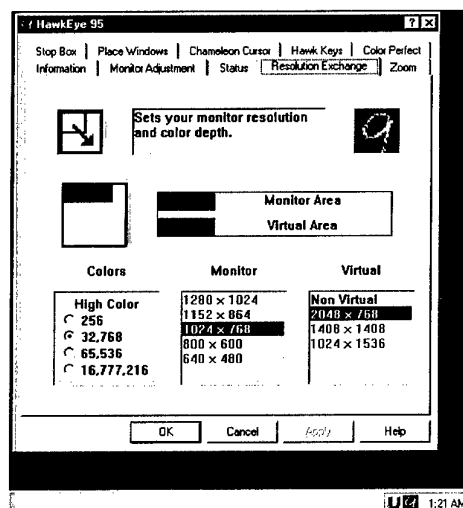 HawkEye 95
Stop Box Place Windows Chameleon Cursor Hawk Keys Color Perfect
Information Monitor Adjustment Status Resolution Exchange Zoom
Sets your monitor resolution
and color depth.
Monitor Area
Virtual Area
Colors Monitor Virtual
High Color
256
32,768
65,536
16,777,216
1280 × 1024
1152 × 864
1024 × 768
800 × 600
640 × 480
Non Virtual
2048 × 768
1408 × 1408
1024 × 1536
OK Cancel Apply Help
1:21 AM